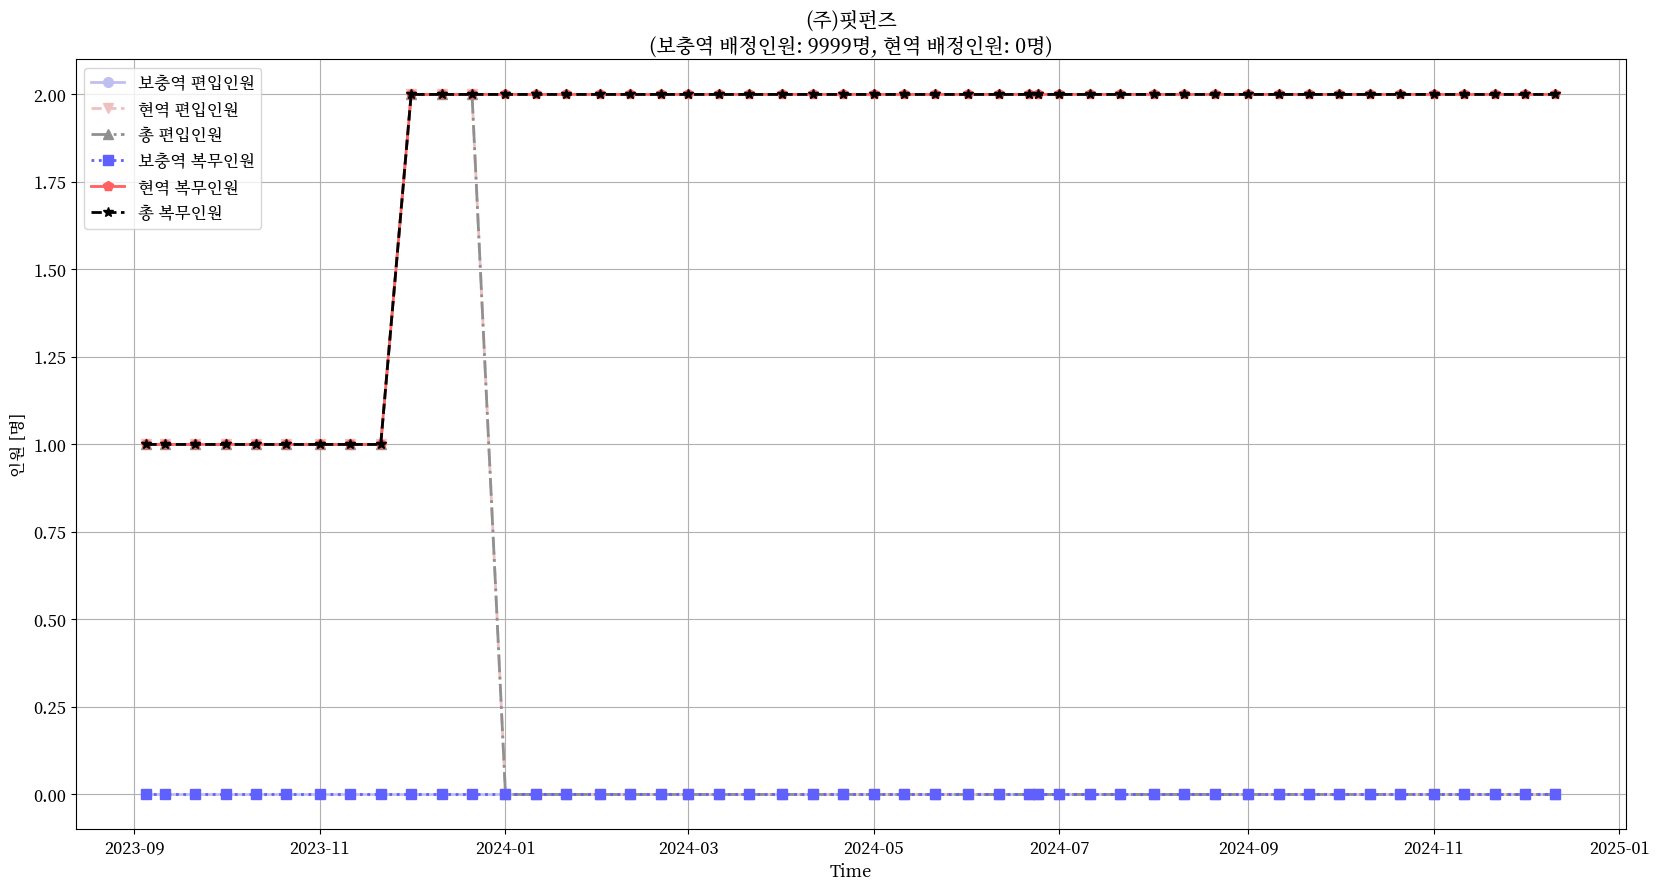 (주)핏펀즈
(보충역 배정인원: 9999명, 현역 배정인원: 0명)
보충역 편입인원
현역 편입인원
총 편입인원
보충역 복무인원
현역 복무인원
총 복무인원
2.00
1.75
1.50
1.25
1.00
0.75
0.50
0.25
0.00
인원 [명]
2023-09
2023-11
2024-01
2024-03
2024-05
2024-07
2024-09
2024-11
2025-01
Time